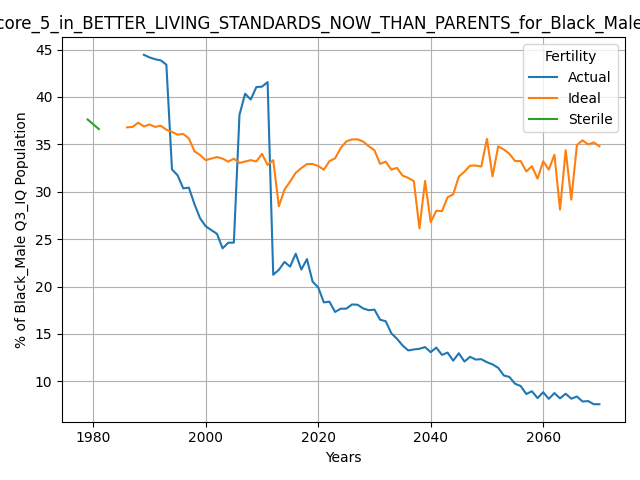 core_5_in_BETTER_LIVING_STANDARDS_NOW_THAN_PARENTS_for_Black_Male
Fertility
Actual
Ideal
Sterile
% of Black_Male Q3_IQ Population
45
40
35
30
25
20
15
10
1980
2000
2020
2040
2060
Years